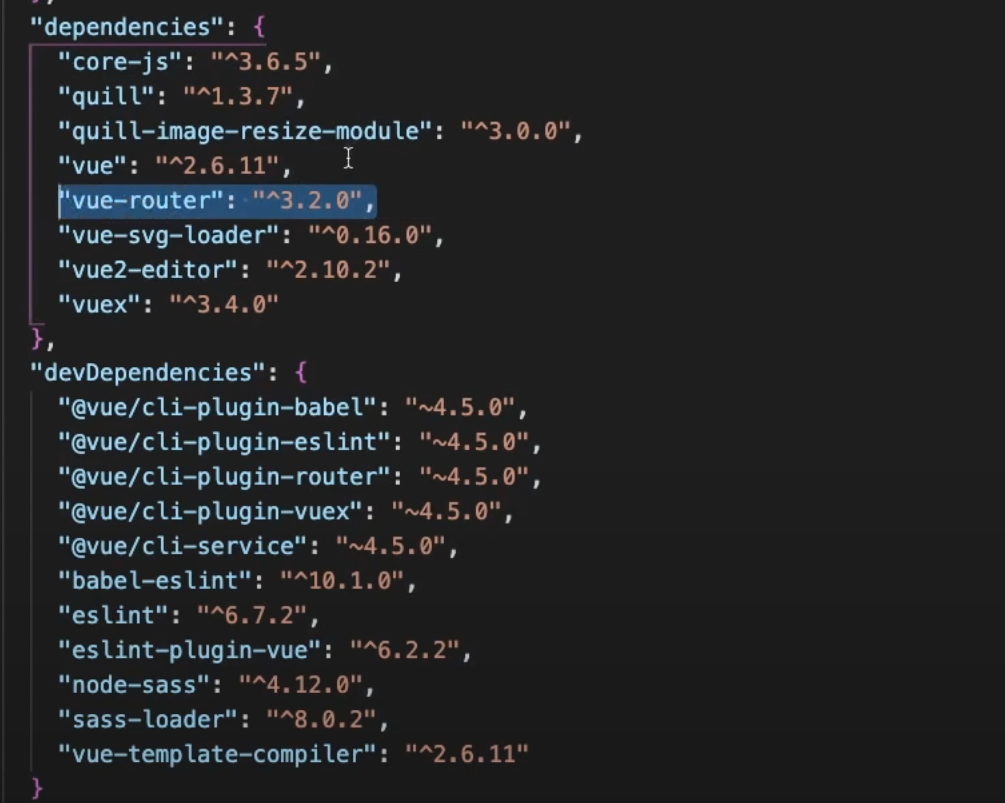 },
"dependencies": {
"core-js": "^3.6.5",
"quill": "^1.3.7",
"quill-image-resize-module": "^3.0.0",
"vue": "^2.6.11",
"vue-router": "^3.2.0",
"vue-svg-loader": "^0.16.0",
"vue2-editor": "^2.10.2",
"vuex": "^3.4.0"
},
"devDependencies": {
"@vue/cli-plugin-babel": "~4.5.0",
"@vue/cli-plugin-eslint": "~4.5.0",
"@vue/cli-plugin-router": "~4.5.0",
"@vue/cli-plugin-vuex": "~4.5.0",
"@vue/cli-service": "~4.5.0",
"babel-eslint": "^10.1.0",
"eslint": "^6.7.2",
"eslint-plugin-vue": "^6.2.2",
"node-sass": "^4.12.0",
"sass-loader": "^8.0.2",
"vue-template-compiler": "^2.6.11"
}